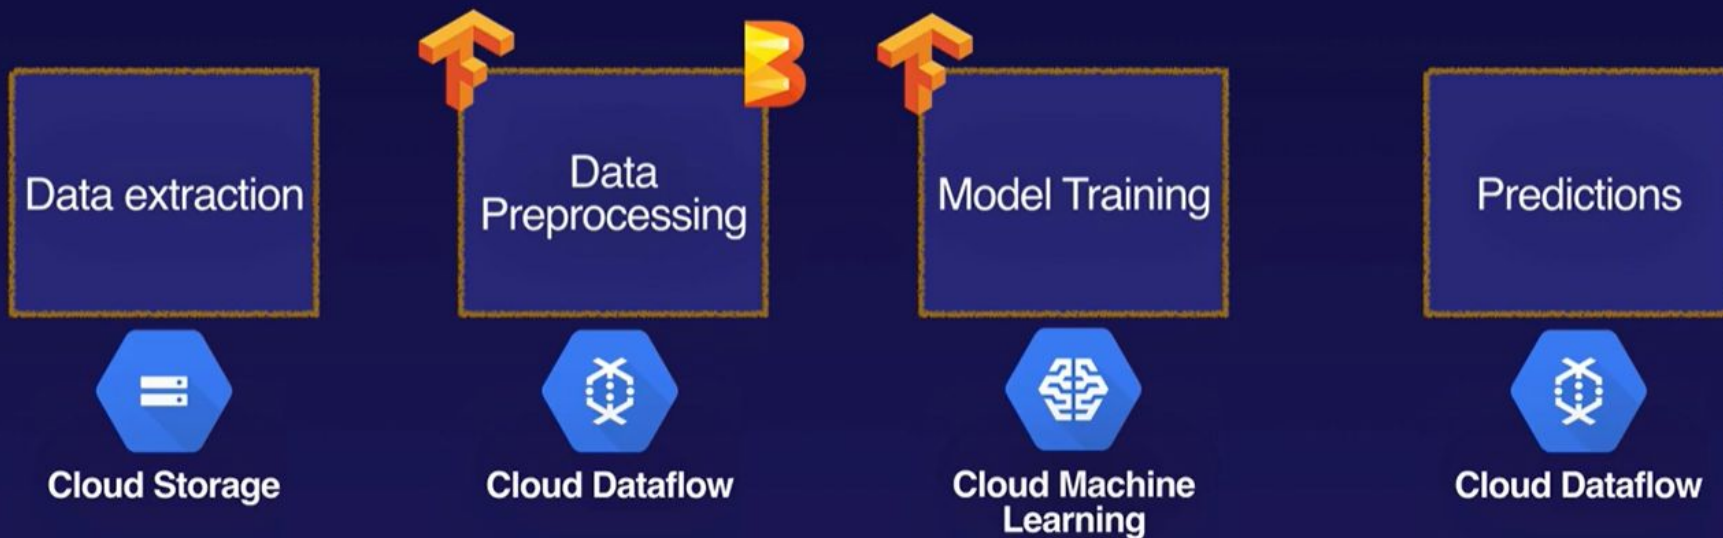 Data extraction
Data
Preprocessing
Model Training
Predictions
Cloud Storage
Cloud Dataflow
Cloud Machine
Learning
Cloud Dataflow